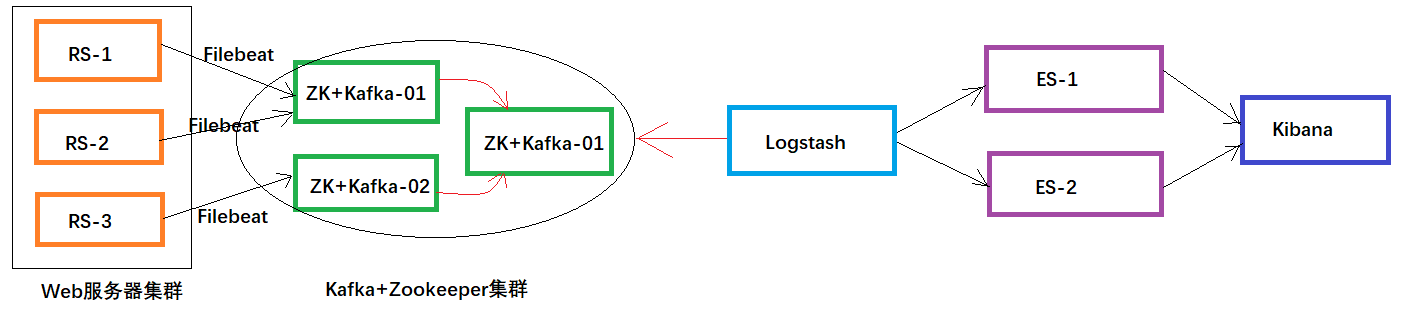 RS-1
Filebeat
RS-2
Filebeat
RS-3
Filebeat
Web服务器集群
ZK+Kafka-01
ZK+Kafka-02
ZK+Kafka-01
Kafka+Zookeeper集群
Logstash
ES-1
ES-2
Kibana